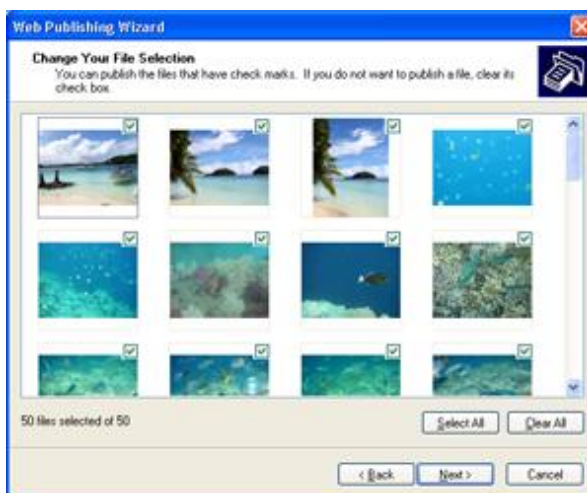 Web Publishing Wizard
Change Your File Selection
You can publish the files that have check marks. If you do not want to publish a file, clear its
check box.
50 files selected of 50
Select All
Clear All
< Back
Next >
Cancel